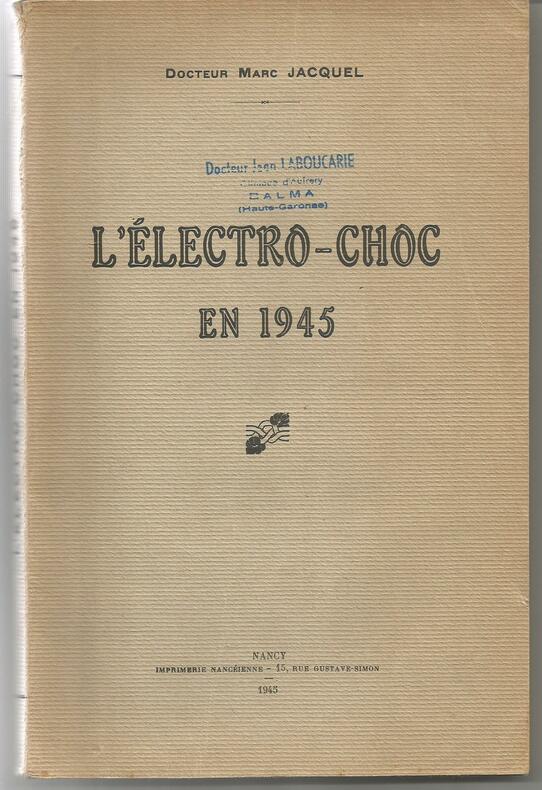 Docteur Marc JACQUEL
Docteur Jean LABOUCARIE
d'Aufrery
BALMA
(Haute-Garonne)
L'ÉLECTRO-CHOC
EN 1945
NANCY
IMPRIMERIE NANCÉIENNE - 15, RUE GUSTAVE-SIMON
1945